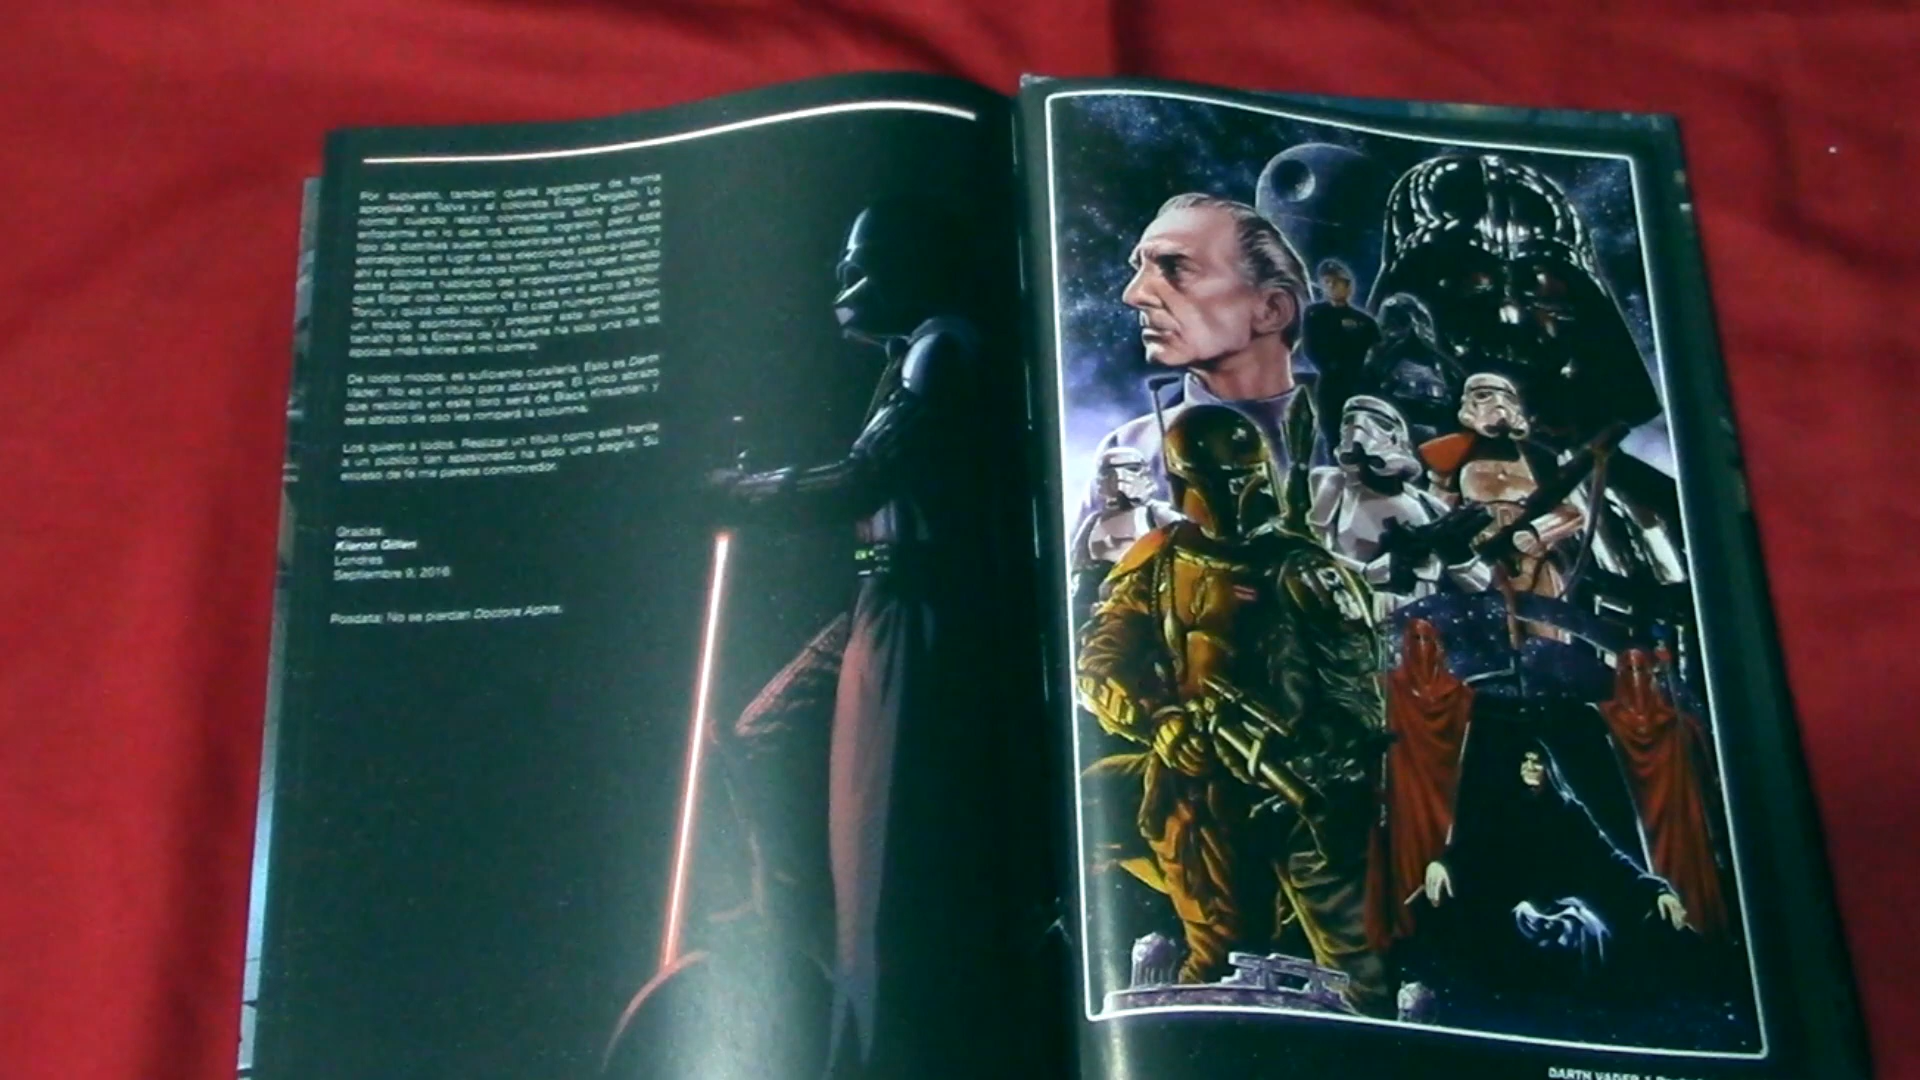 Por supuesto, también quería agradecer de forma
apropiada a Salva y al colorista Edgar Delgado. Lo
normal cuando realizo comentarios sobre guion es
enfocarme en lo que los artistas lograron, pero este
tipo de diatribas suelen concentrarse en los elementos
estratégicos en lugar de las elecciones paso-a-paso, y
ahí es donde sus esfuerzos brillan. Podría haber llenado
estas páginas hablando del impresionante resplandor
que Edgar creó alrededor de la lava en el arco de Shu-
Torun, y quizá debí hacerlo. En cada número realizaron
un trabajo asombroso, y preparar este ómnibus del
tamaño de la Estrella de la Muerte ha sido una de las
épocas más felices de mi carrera.
De todos modos, es suficiente cursilería. Esto es Darth
Vader. No es un título para abrazarse. El único abrazo
que recibirán en este libro será de Black Krrsantan, y
ese abrazo de oso les romperá la columna.
Los quiero a todos. Realizar un título como este frente
a un público tan apasionado ha sido una alegría. Su
exceso de fe me parece conmovedor.
Gracias
Kieron Gillen
Londres
Septiembre 9, 2016
Posdata: No se pierdan Doctora Aphra.
DARTH VADER